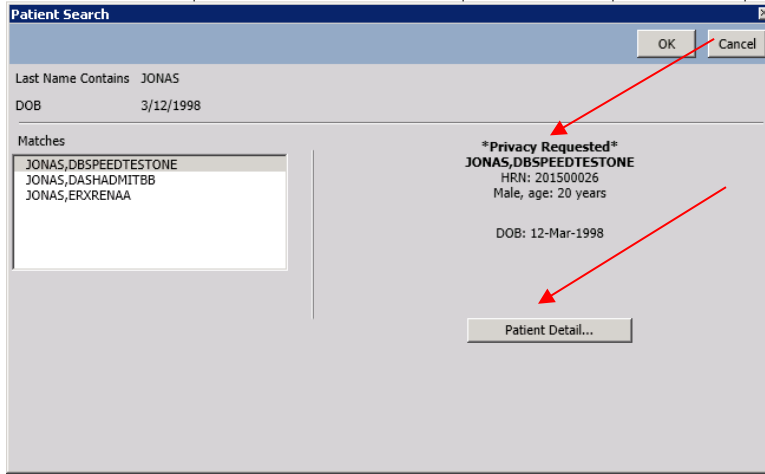 Patient Search
OK Cancel
Last Name Contains JONAS
DOB 3/12/1998
Matches
JONAS,DBSPEEDTESTONE
JONAS,DASHADMITBB
JONAS,ERXRENAA
*Privacy Requested*
JONAS,DBSPEEDTESTONE
HRN: 201500026
Male, age: 20 years
DOB: 12-Mar-1998
Patient Detail...